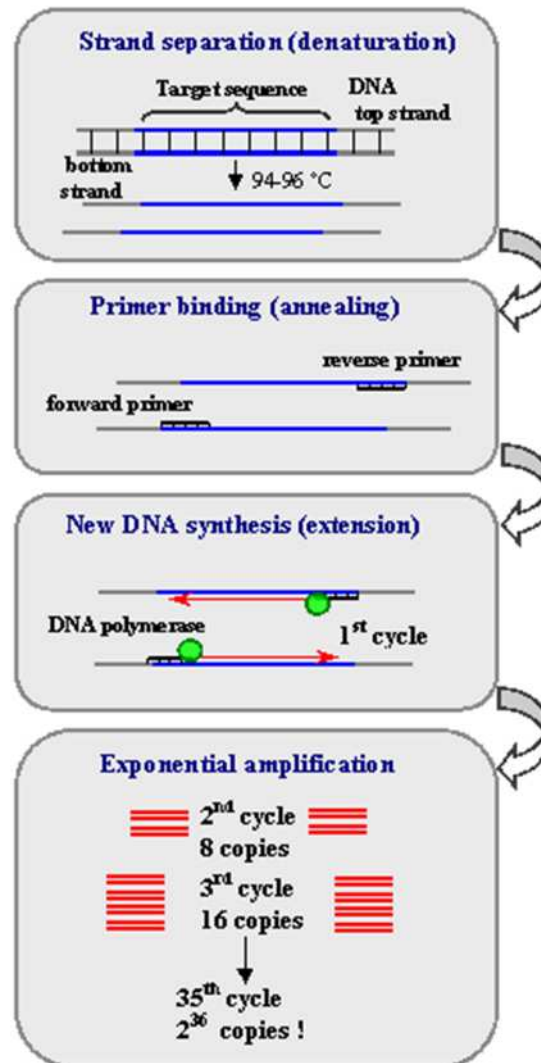 Strand separation (denaturation)
Target sequence
DNA
top strand
bottom
strand
94-96 °C
Primer binding (annealing)
reverse primer
forward primer
New DNA synthesis (extension)
DNA polymerase
1st cycle
Exponential amplification
2nd cycle
8 copies
3rd cycle
16 copies
35th cycle
2^36 copies !